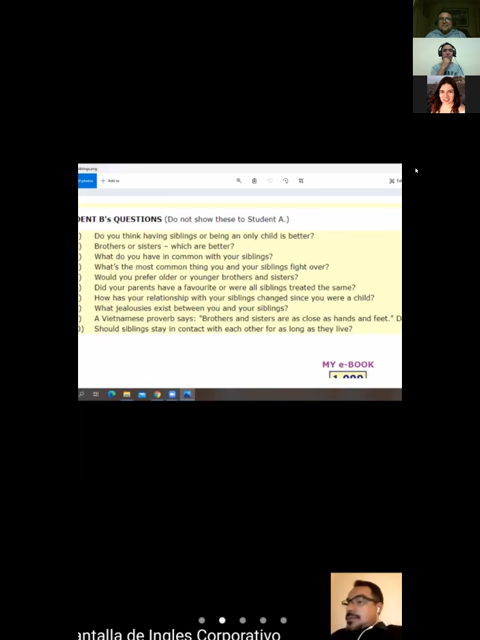 blings.png
Add to
DENT B's QUESTIONS (Do not show these to Student A.)
) Do you think having siblings or being an only child is better?
) Brothers or sisters – which are better?
) What do you have in common with your siblings?
) What's the most common thing you and your siblings fight over?
) Would you prefer older or younger brothers and sisters?
) Did your parents have a favourite or were all siblings treated the same?
) How has your relationship with your siblings changed since you were a child?
) What jealousies exist between you and your siblings?
) A Vietnamese proverb says: "Brothers and sisters are as close as hands and feet." D
0) Should siblings stay in contact with each other for as long as they live?
MY e-BOOK
1,000
antalla de Ingles Corporativo